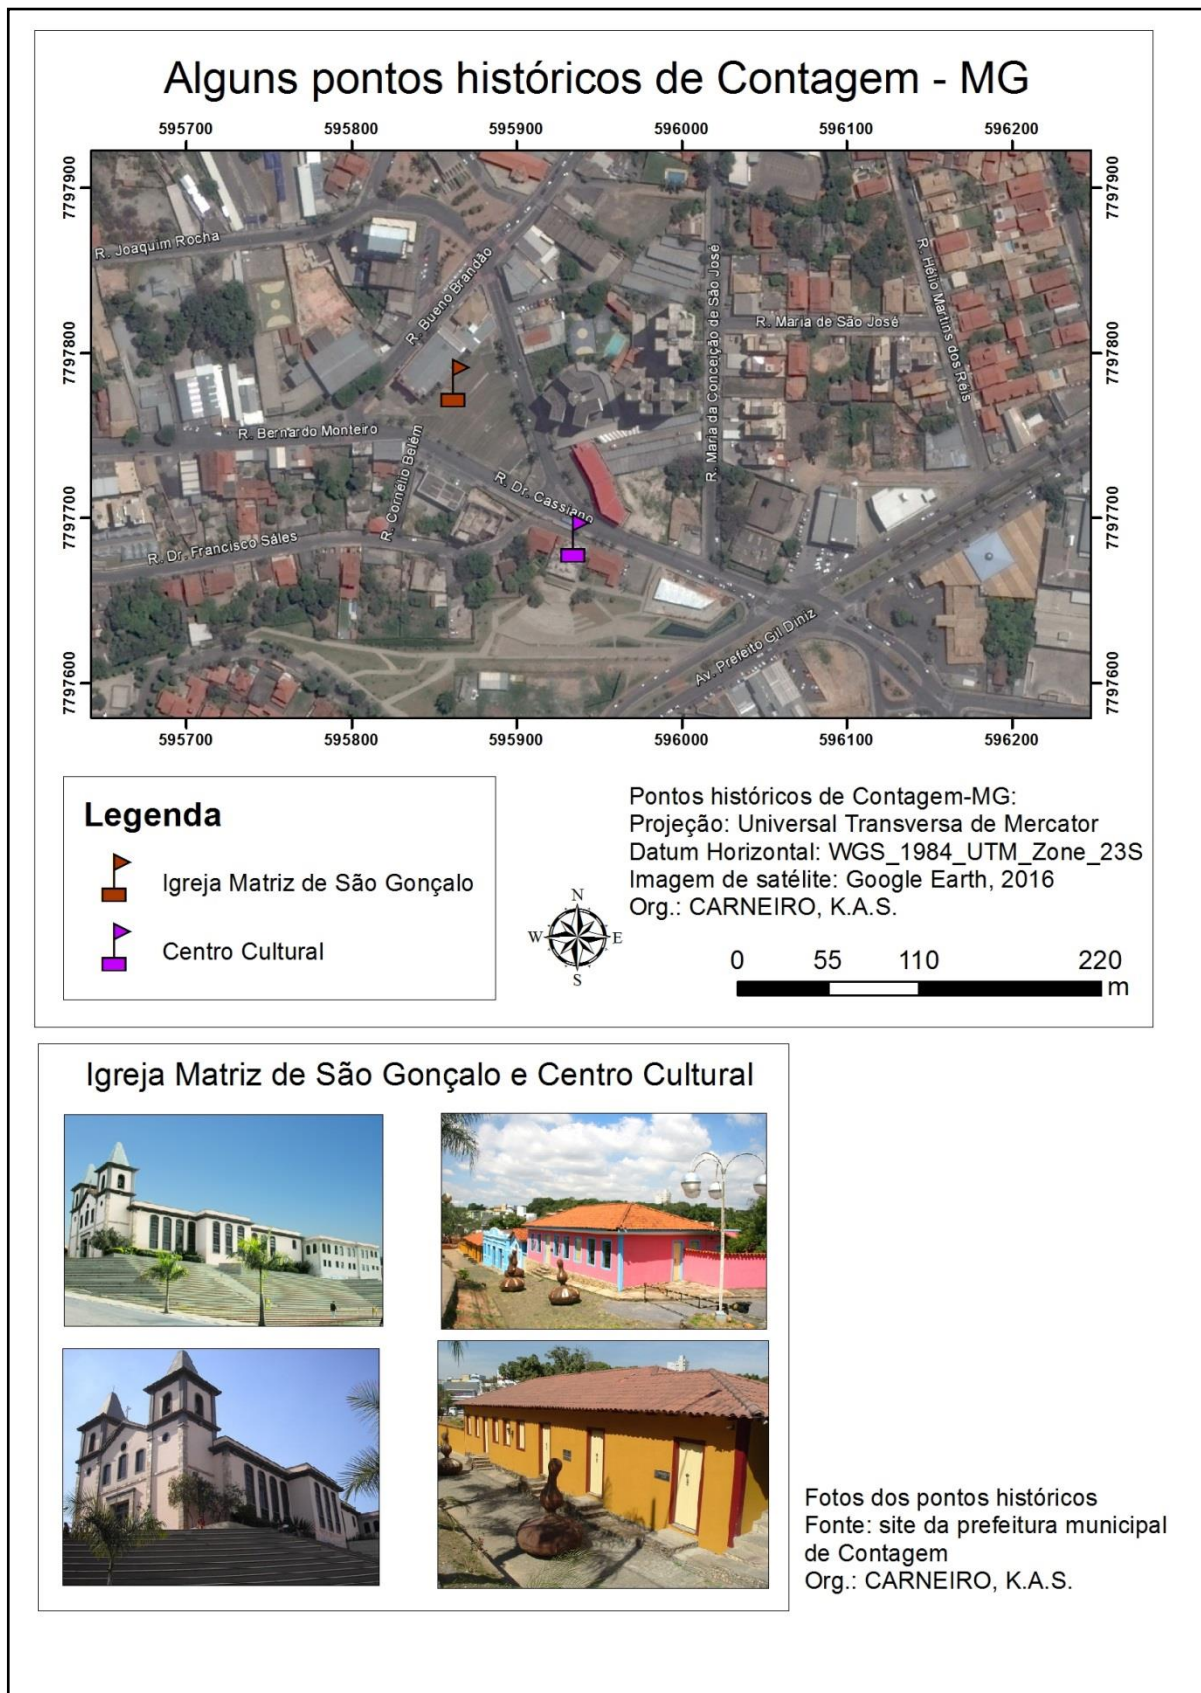 Alguns pontos históricos de Contagem - MG
595700 595800 595900 596000 596100 596200
7797900 7797900
R. Joaquim Rocha
R. Bueno Brandão
R. Maria da Conceição de São José
R. Hélio Martins dos Reis
R. Maria de São José
7797800 7797800
R. Bernardo Monteiro
R. Cornélio Belém
R. Dr. Cassiano
7797700 7797700
R. Dr. Francisco Sáles
Av. Prefeito Gil Diniz
7797600 7797600
595700 595800 595900 596000 596100 596200
Legenda
Igreja Matriz de São Gonçalo
Centro Cultural
N
W E
S
Pontos históricos de Contagem-MG:
Projeção: Universal Transversa de Mercator
Datum Horizontal: WGS_1984_UTM_Zone_23S
Imagem de satélite: Google Earth, 2016
Org.: CARNEIRO, K.A.S.
0 55 110 220
m
Igreja Matriz de São Gonçalo e Centro Cultural
Fotos dos pontos históricos
Fonte: site da prefeitura municipal
de Contagem
Org.: CARNEIRO, K.A.S.